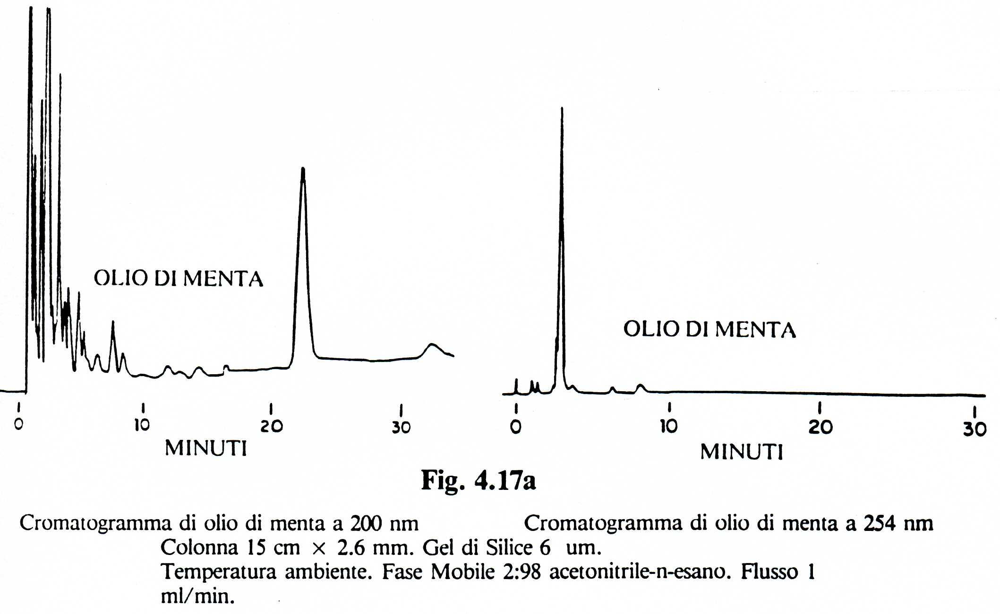 OLIO DI MENTA
0 10 20 30
MINUTI
OLIO DI MENTA
0 10 20 30
MINUTI
Fig. 4.17a
Cromatogramma di olio di menta a 200 nm
Cromatogramma di olio di menta a 254 nm
Colonna 15 cm × 2.6 mm. Gel di Silice 6 um.
Temperatura ambiente. Fase Mobile 2:98 acetonitrile-n-esano. Flusso 1
ml/min.